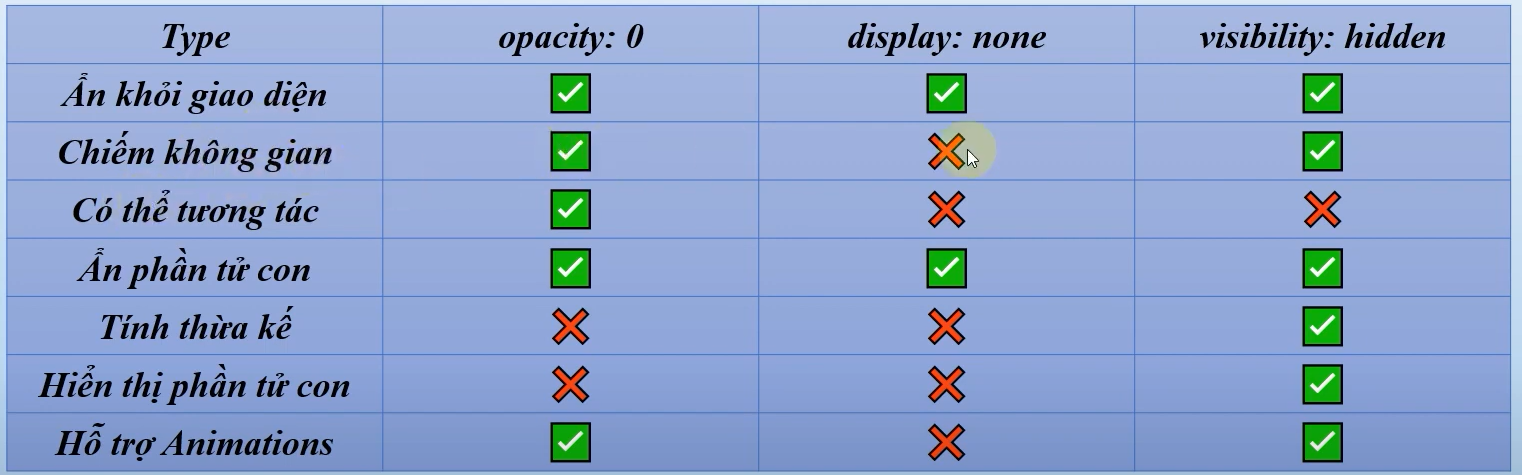 Type opacity: 0 display: none visibility: hidden
Ẩn khỏi giao diện
Chiếm không gian
Có thể tương tác
Ẩn phần tử con
Tính thừa kế
Hiển thị phần tử con
Hỗ trợ Animations